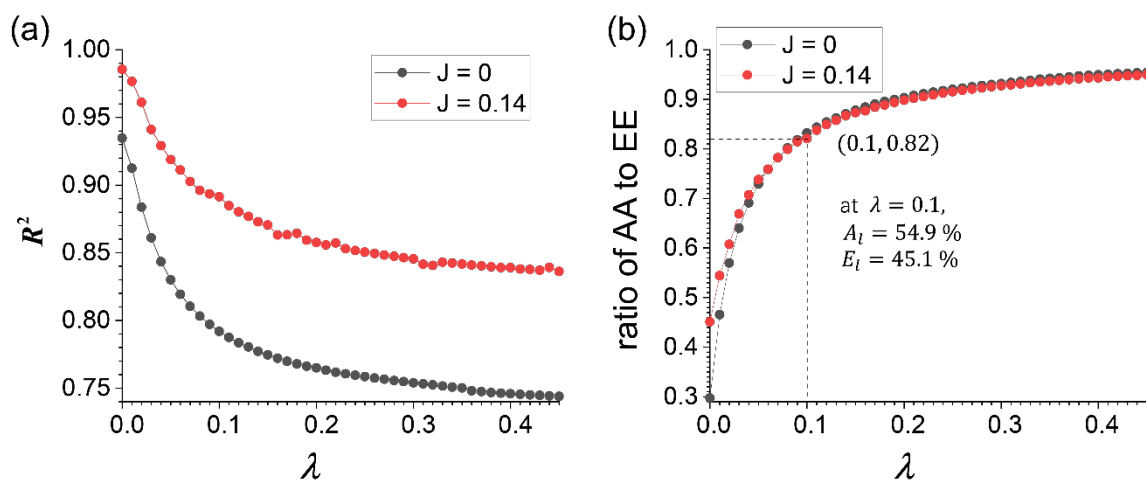 (a)
1.00
0.95
0.90
0.85
0.80
0.75
R²
0.0 0.1 0.2 0.3 0.4
λ
J = 0
J = 0.14
(b)
J = 0
J = 0.14
0.9
0.8
0.7
0.6
0.5
0.4
0.3
ratio of AA to EE
(0.1, 0.82)
at λ = 0.1,
A_l = 54.9 %
E_l = 45.1 %
0.0 0.1 0.2 0.3 0.4
λ